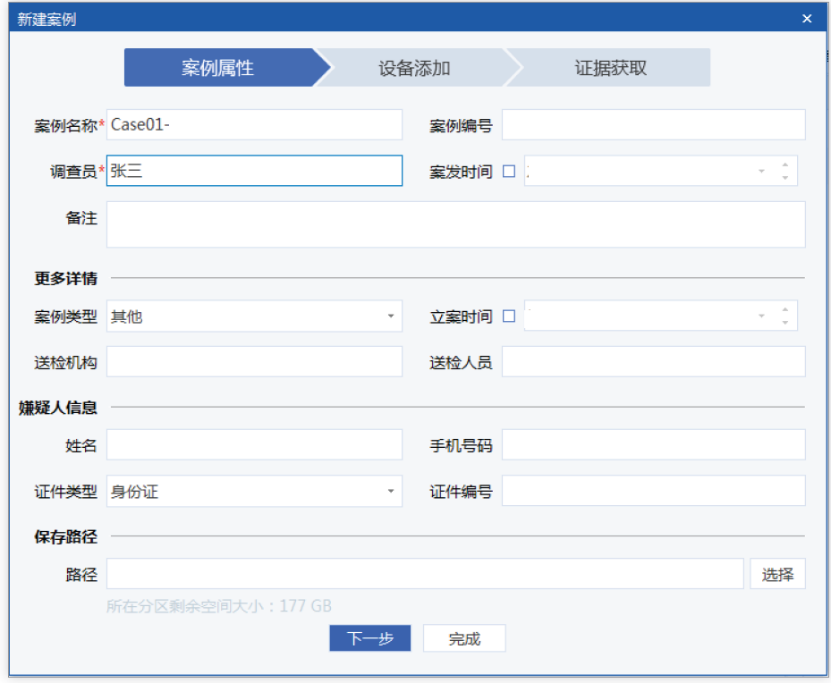 新建案例
案例属性 设备添加 证据获取
案例名称* Case01- 案例编号
调查员* 张三 案发时间
备注
更多详情
案例类型 其他 立案时间
送检机构 送检人员
嫌疑人信息
姓名 手机号码
证件类型 身份证 证件编号
保存路径
路径 选择
所在分区剩余空间大小：177 GB
下一步 完成